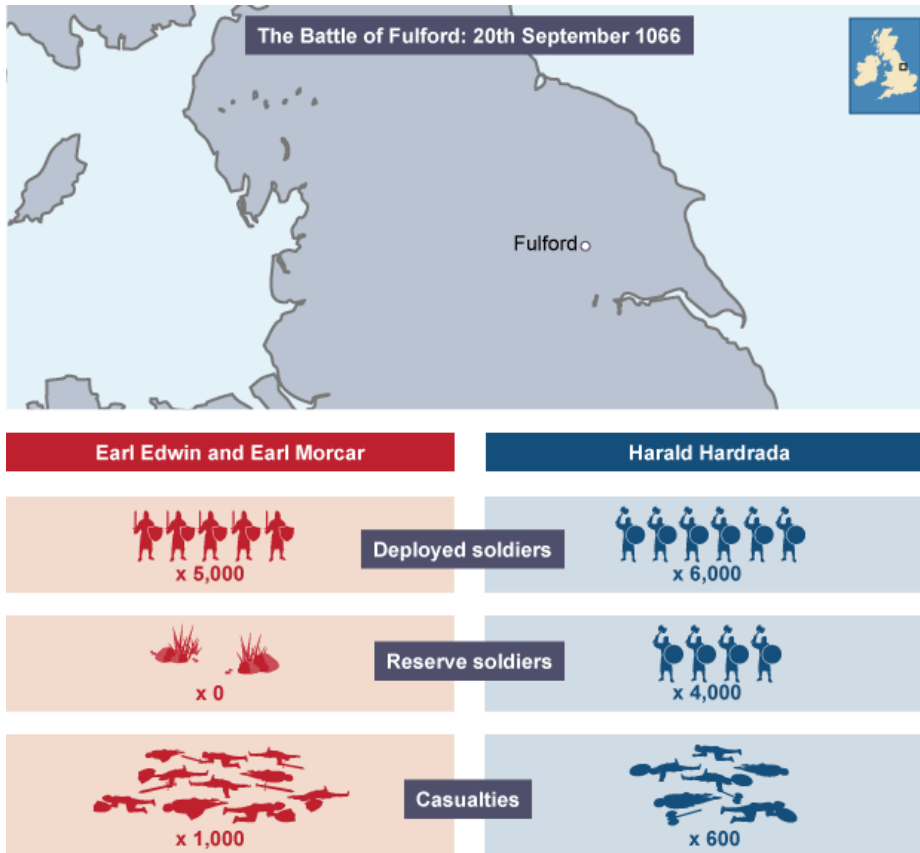 The Battle of Fulford: 20th September 1066
Fulford
Earl Edwin and Earl Morcar
Harald Hardrada
Deployed soldiers
x 5,000
x 6,000
Reserve soldiers
x 0
x 4,000
Casualties
x 1,000
x 600